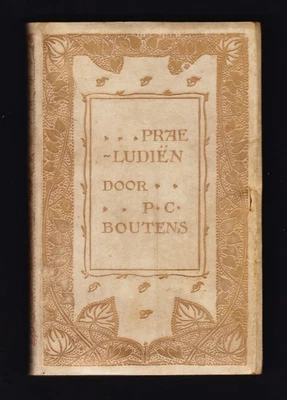 PRAE
~LUDIËN
DOOR
P·C·
BOUTENS